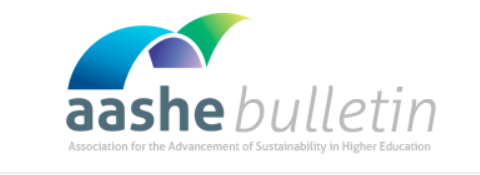 aashe bulletin
Association for the Advancement of Sustainability in Higher Education